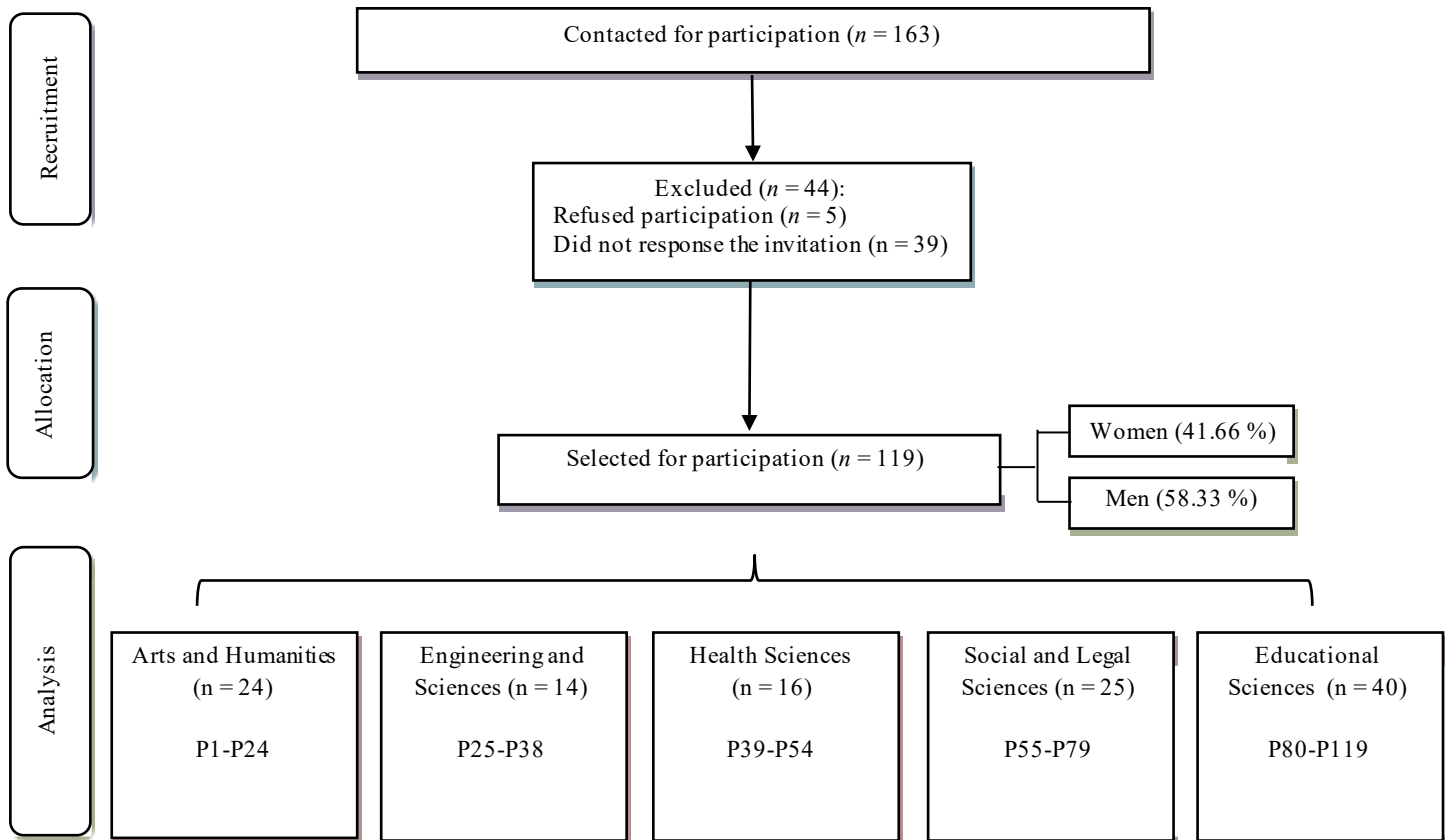 Recruitment
Contacted for participation (n = 163)
Excluded (n = 44):
Refused participation (n = 5)
Did not response the invitation (n = 39)
Allocation
Selected for participation (n = 119)
Women (41.66 %)
Men (58.33 %)
Analysis
Arts and Humanities
(n = 24)
P1-P24
Engineering and
Sciences (n = 14)
P25-P38
Health Sciences
(n = 16)
P39-P54
Social and Legal
Sciences (n = 25)
P55-P79
Educational
Sciences (n = 40)
P80-P119